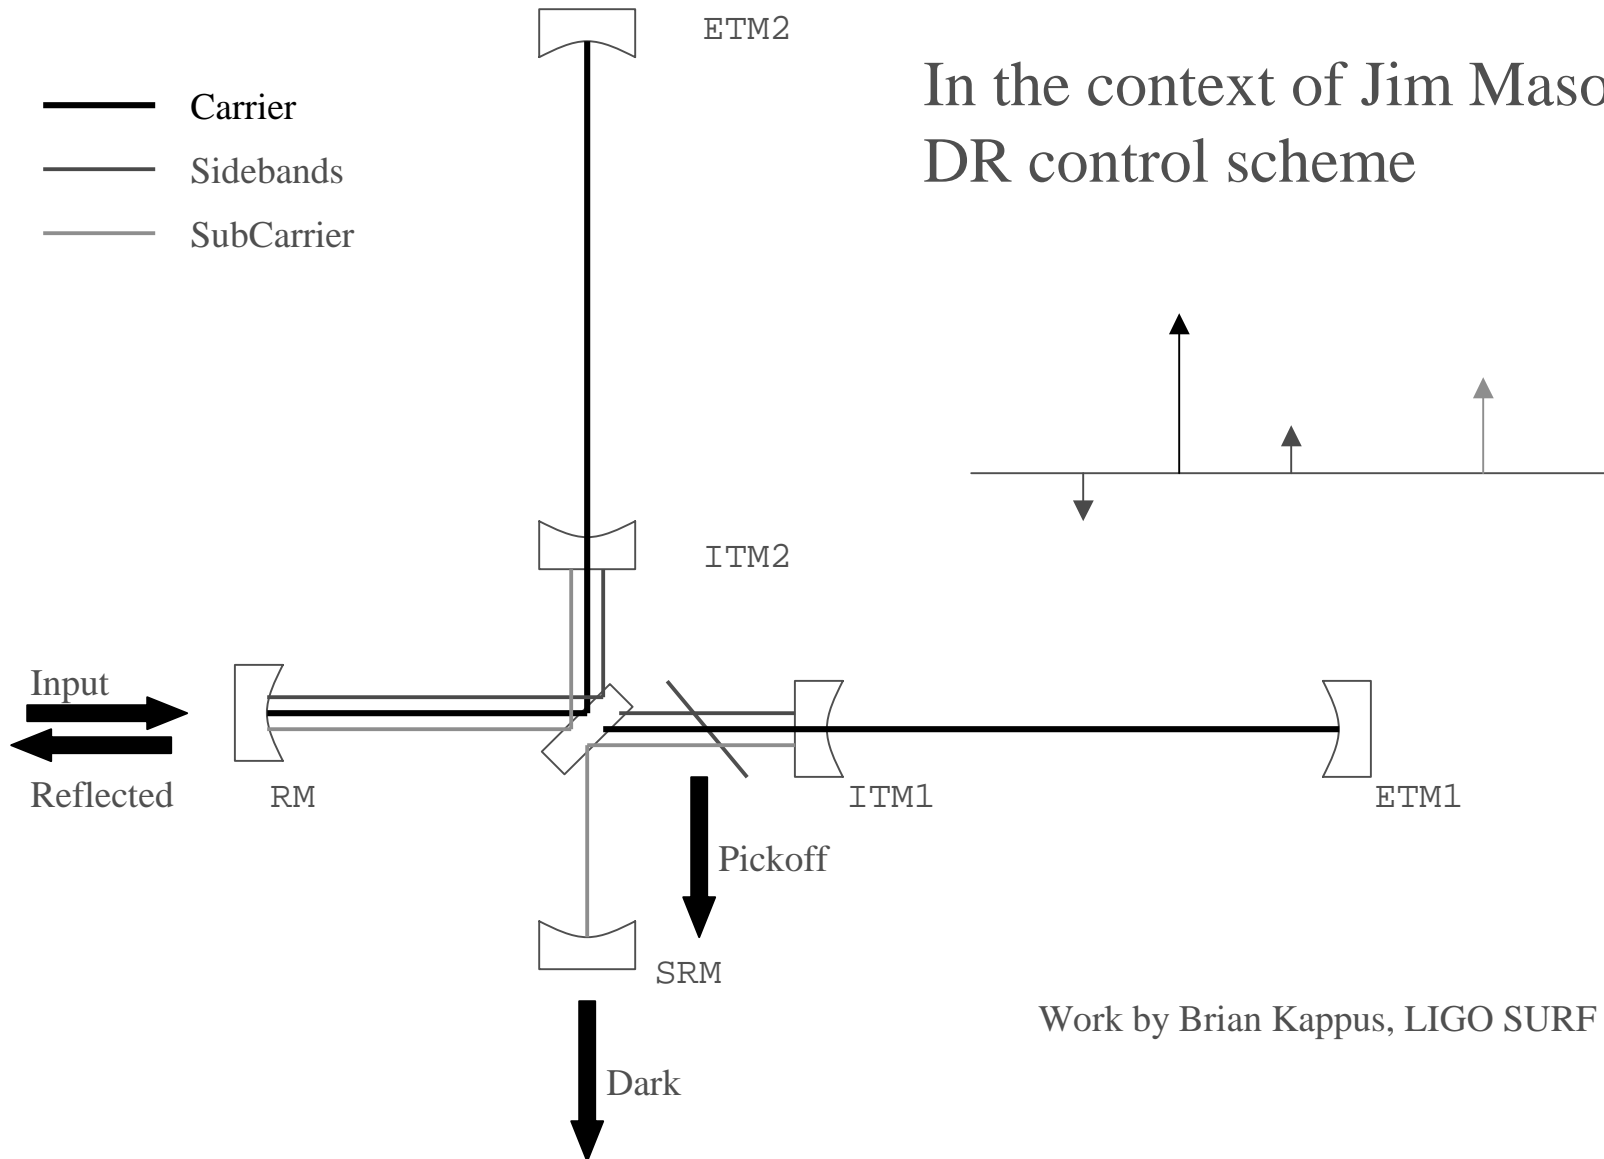 ETM2
In the context of Jim Maso
DR control scheme
Carrier
Sidebands
SubCarrier
ITM2
Input
Reflected
RM
ITM1
ETM1
Pickoff
SRM
Work by Brian Kappus, LIGO SURF
Dark